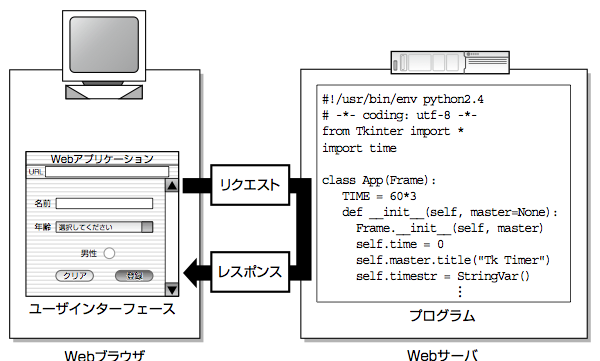 Webアプリケーション
URL
名前
年齢
選択してください
男性
クリア
登録
ユーザインターフェース
Webブラウザ
リクエスト
レスポンス
#!/usr/bin/env python2.4
# -*- coding: utf-8 -*-
from Tkinter import *
import time
class App(Frame):
TIME = 60*3
def __init__(self, master=None):
Frame.__init__(self, master)
self.time = 0
self.master.title("Tk Timer")
self.timestr = StringVar()
⋮
プログラム
Webサーバ